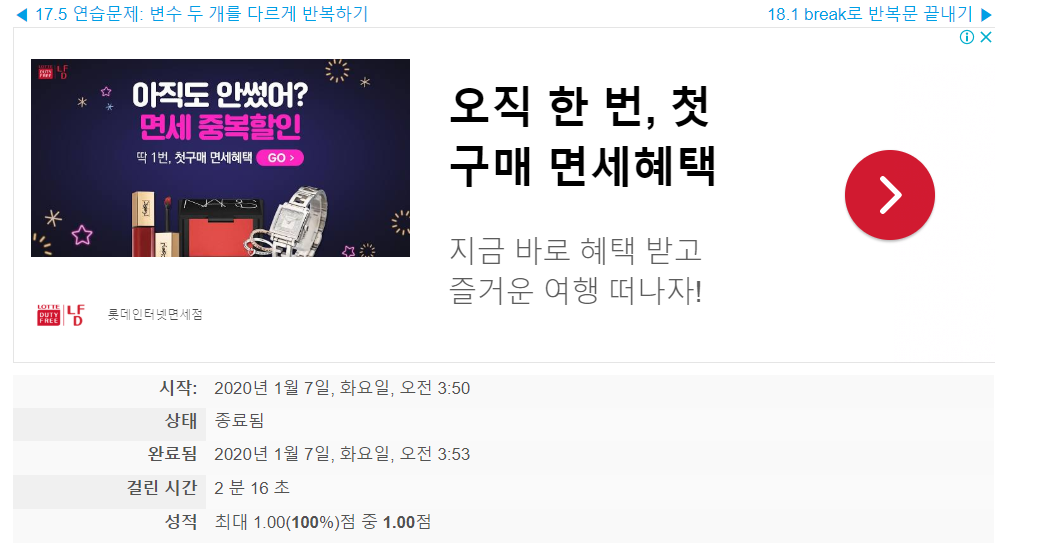 ◀ 17.5 연습문제: 변수 두 개를 다르게 반복하기
18.1 break로 반복문 끝내기 ▶
LOTTE DUTY FREE LF D
아직도 안썼어?
면세 중복할인
딱 1번, 첫구매 면세혜택 GO >
NARS
오직 한 번, 첫
구매 면세혜택
지금 바로 혜택 받고
즐거운 여행 떠나자!
LOTTE
DUTY
FREE
LF
D
롯데인터넷면세점
시작: 2020년 1월 7일, 화요일, 오전 3:50
상태 종료됨
완료됨 2020년 1월 7일, 화요일, 오전 3:53
걸린 시간 2 분 16 초
성적 최대 1.00(100%)점 중 1.00점